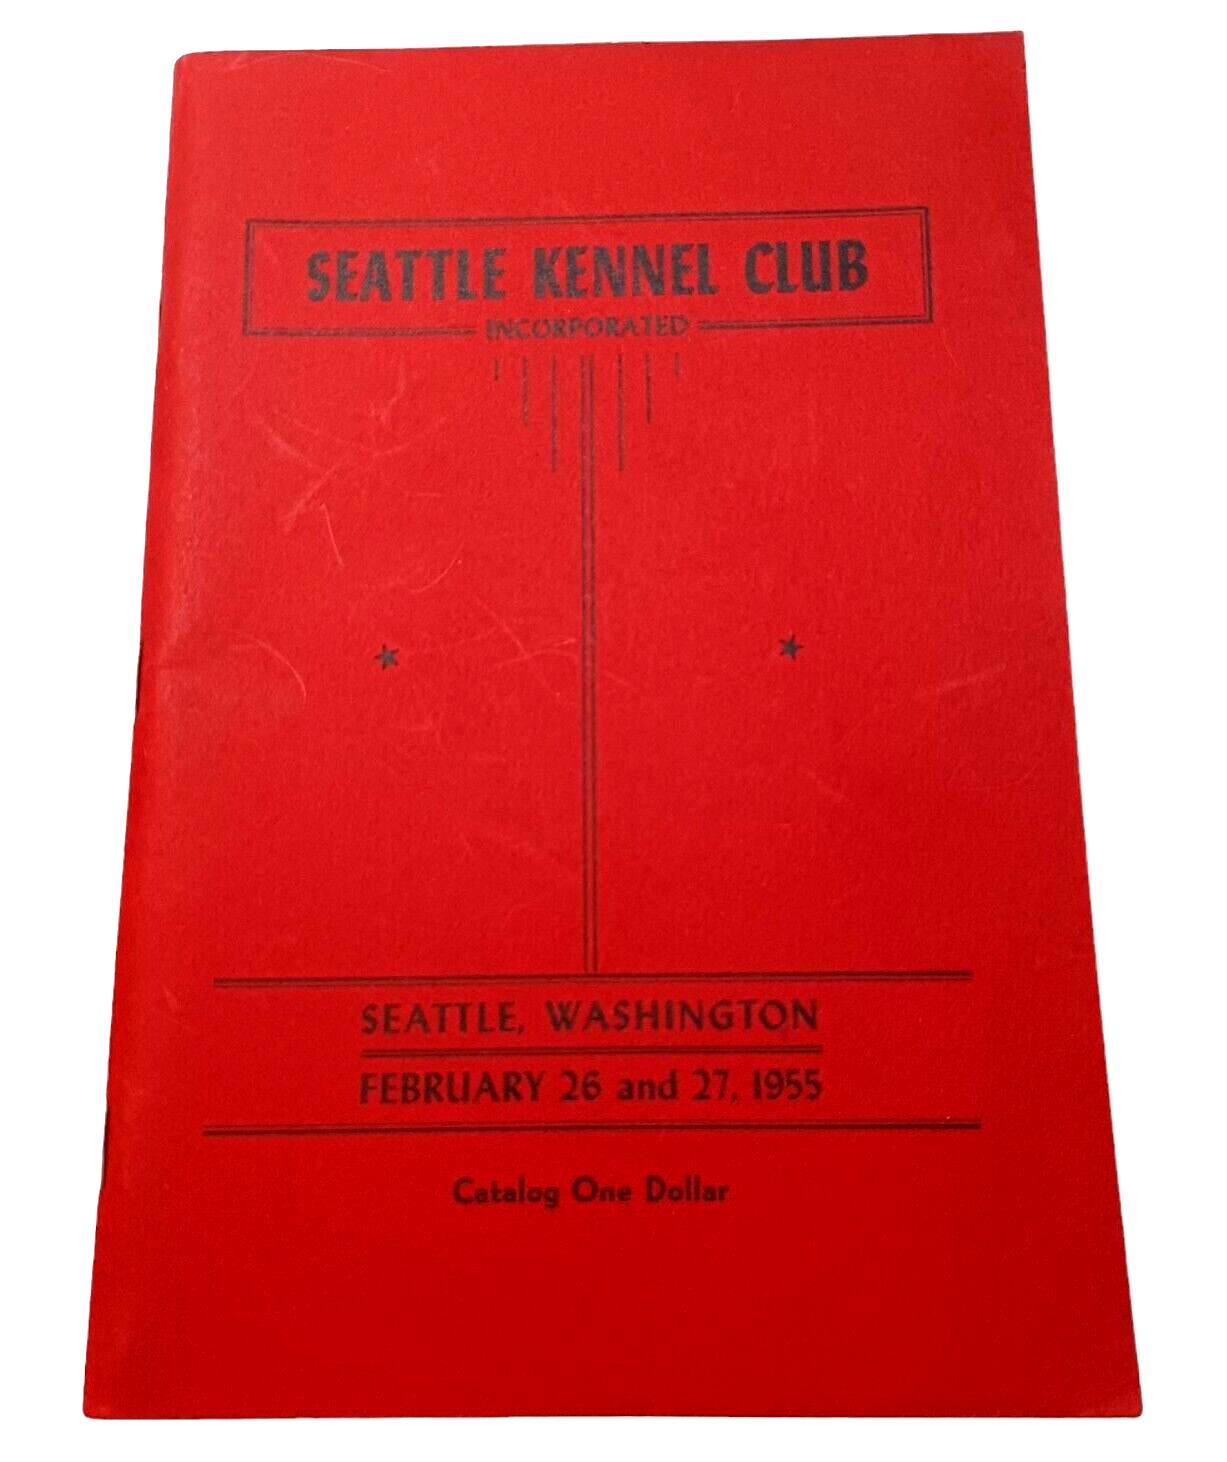 SEATTLE KENNEL CLUB
INCORPORATED
SEATTLE, WASHINGTON
FEBRUARY 26 and 27, 1955
Catalog One Dollar